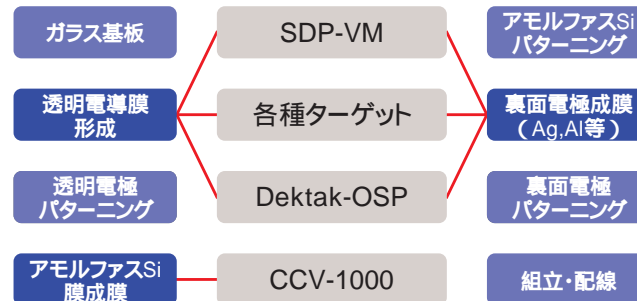 ガラス基板
透明電導膜
形成
透明電極
パターニング
アモルファスSi
膜成膜
SDP-VM
各種ターゲット
Dektak-OSP
CCV-1000
アモルファスSi
パターニング
裏面電極成膜
(Ag,Al等)
裏面電極
パターニング
組立・配線